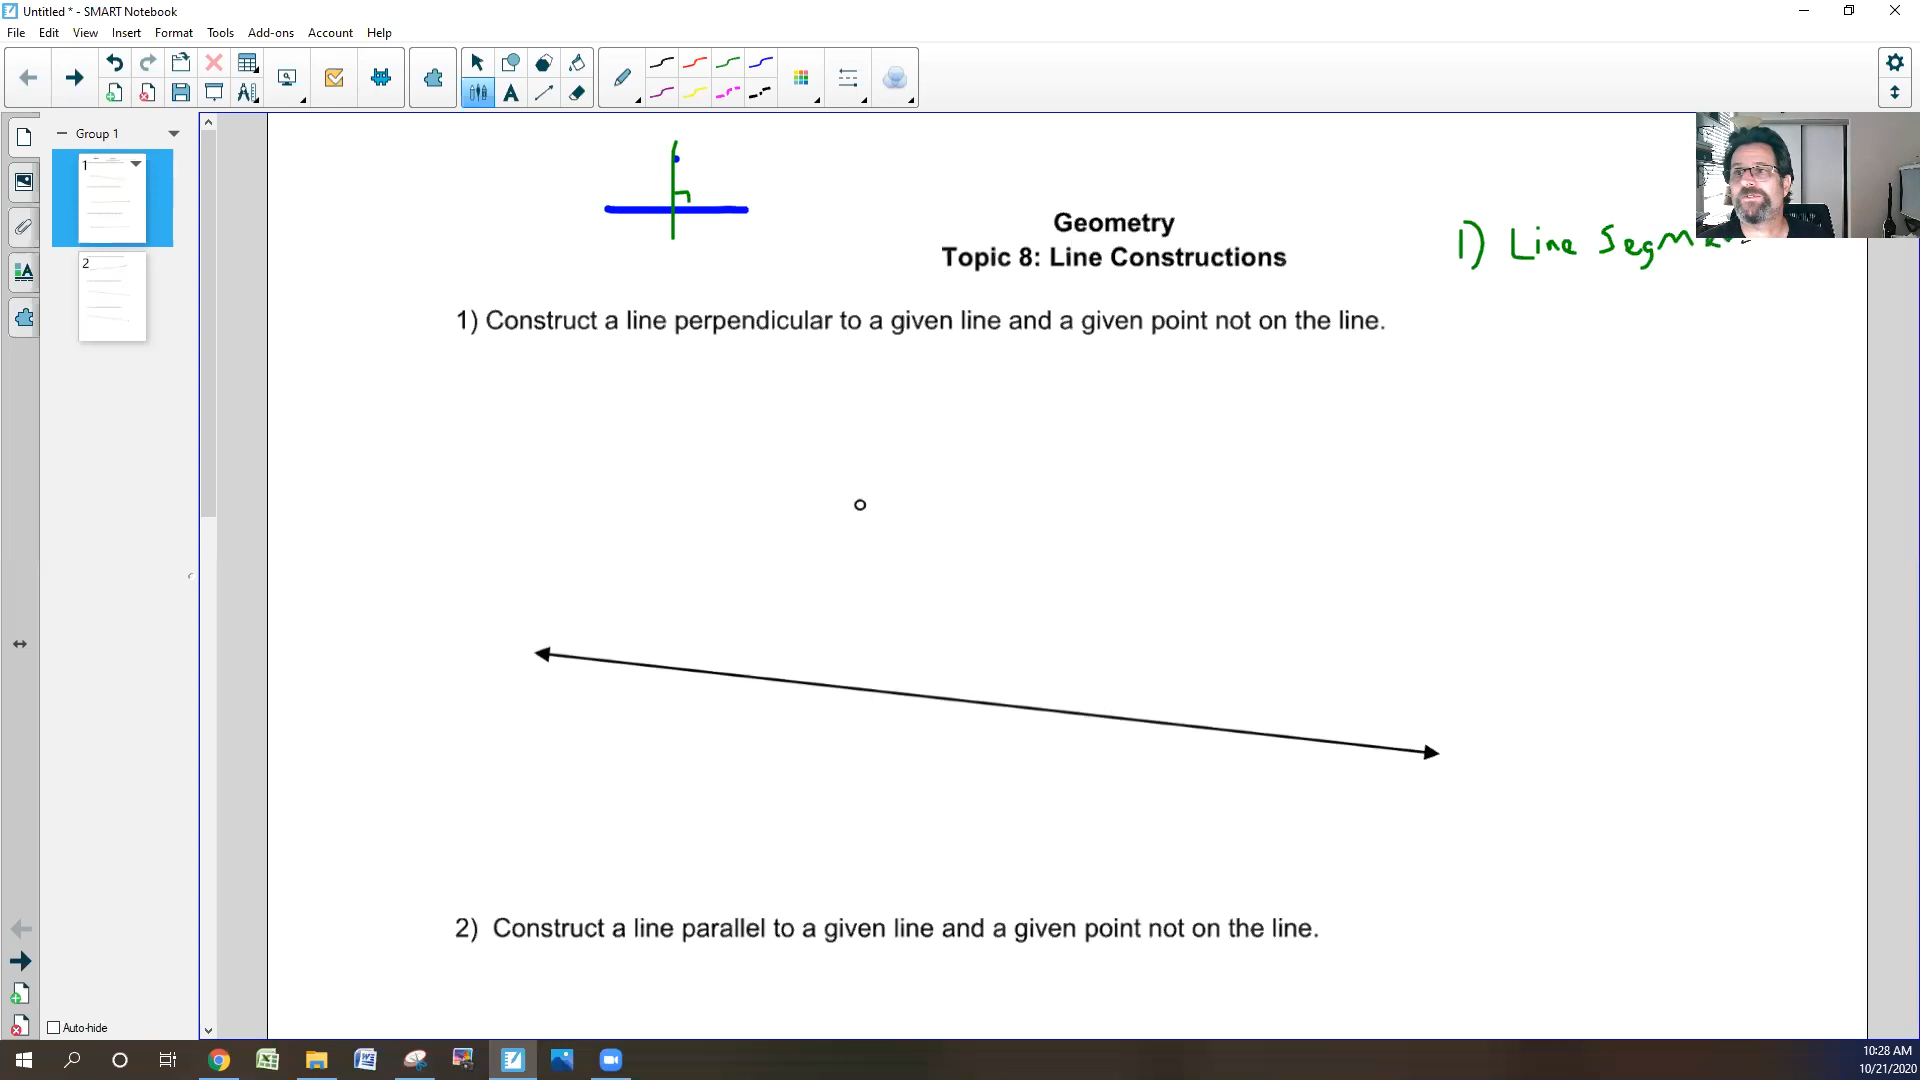 Untitled * - SMART Notebook
File Edit View Insert Format Tools Add-ons Account Help
Group 1
1
2
Geometry
Topic 8: Line Constructions
1) Line
1) Construct a line perpendicular to a given line and a given point not on the line.
2) Construct a line parallel to a given line and a given point not on the line.
Auto-hide
10:28 AM
10/21/2020